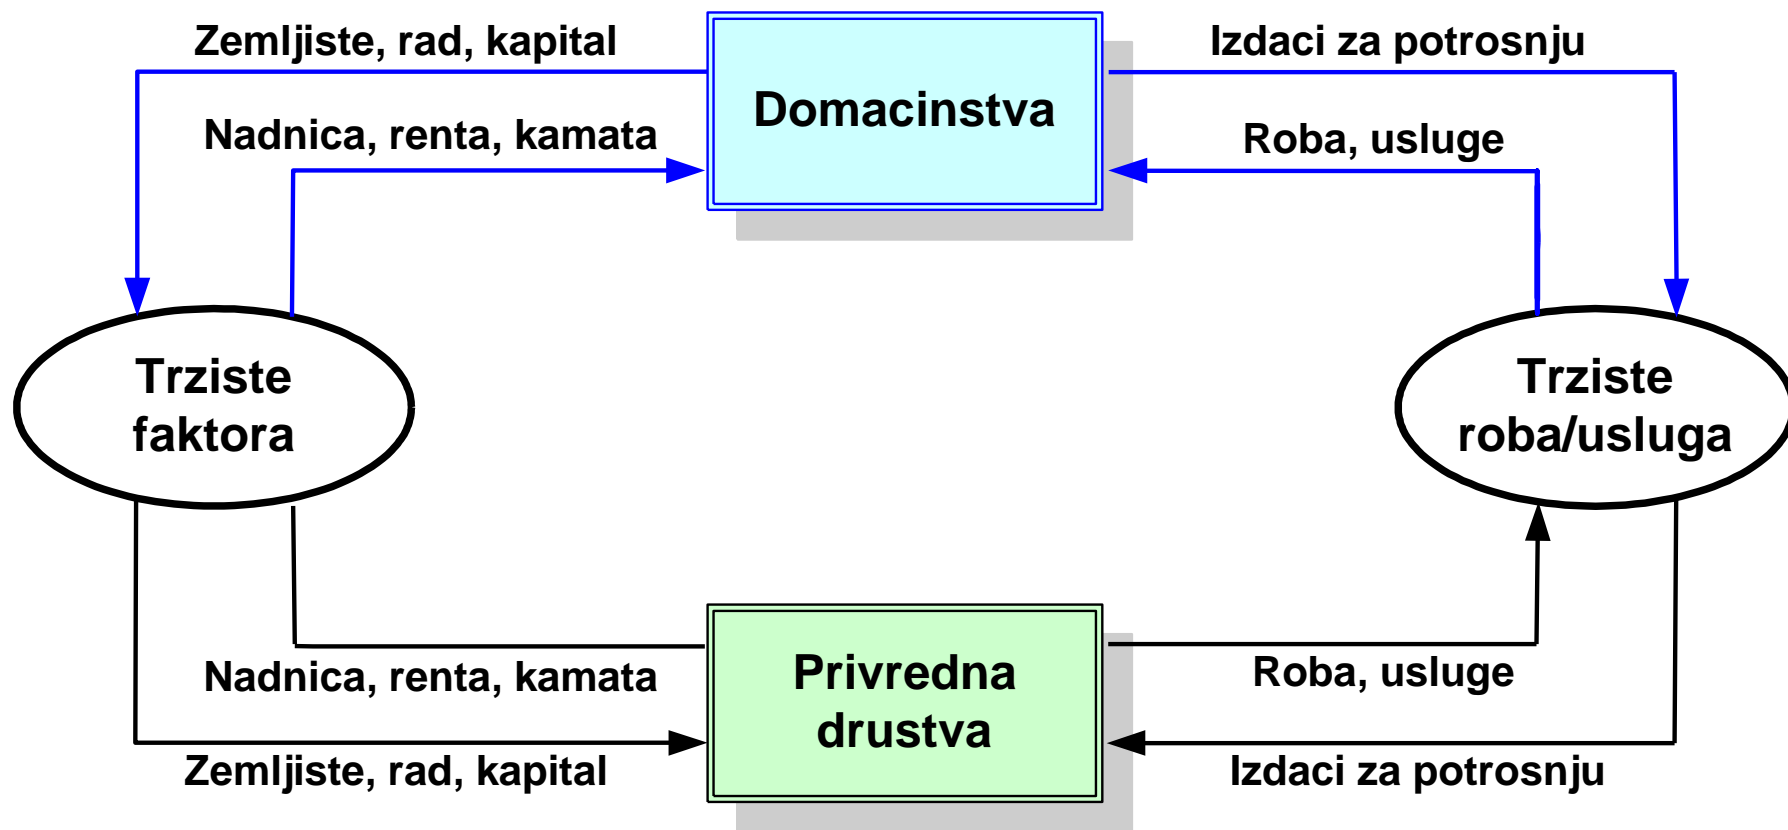 Zemljiste, rad, kapital
Izdaci za potrosnju
Domacinstva
Nadnica, renta, kamata
Roba, usluge
Trziste
faktora
Trziste
roba/usluga
Privredna
drustva
Nadnica, renta, kamata
Roba, usluge
Zemljiste, rad, kapital
Izdaci za potrosnju